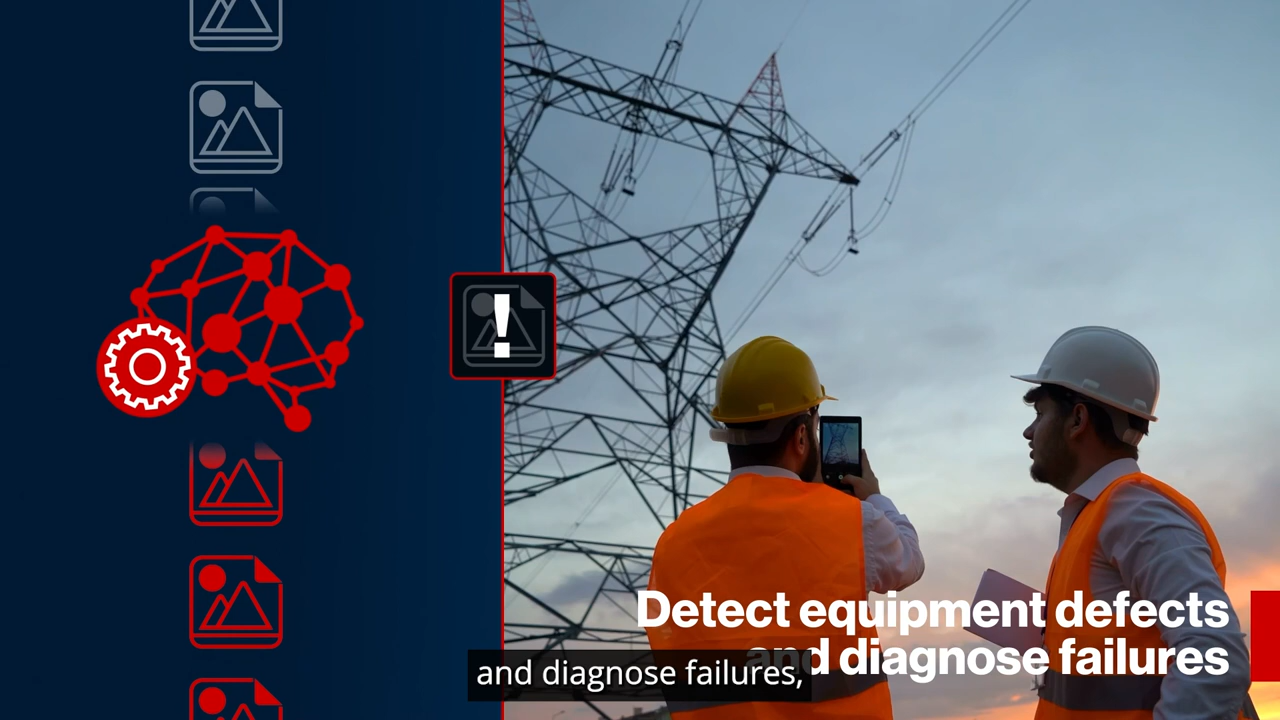 !
Detect equipment defects
and diagnose failures
and diagnose failures,